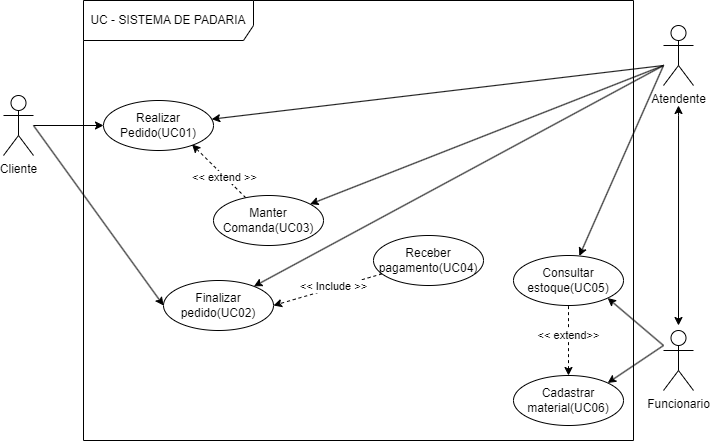 UC - SISTEMA DE PADARIA
Atendente
Cliente
Realizar
Pedido(UC01)
<< extend >>
Manter
Comanda(UC03)
Receber
pagamento(UC04)
Consultar
estoque(UC05)
<< Include >>
Finalizar
pedido(UC02)
<< extend>>
Cadastrar
material(UC06)
Funcionario